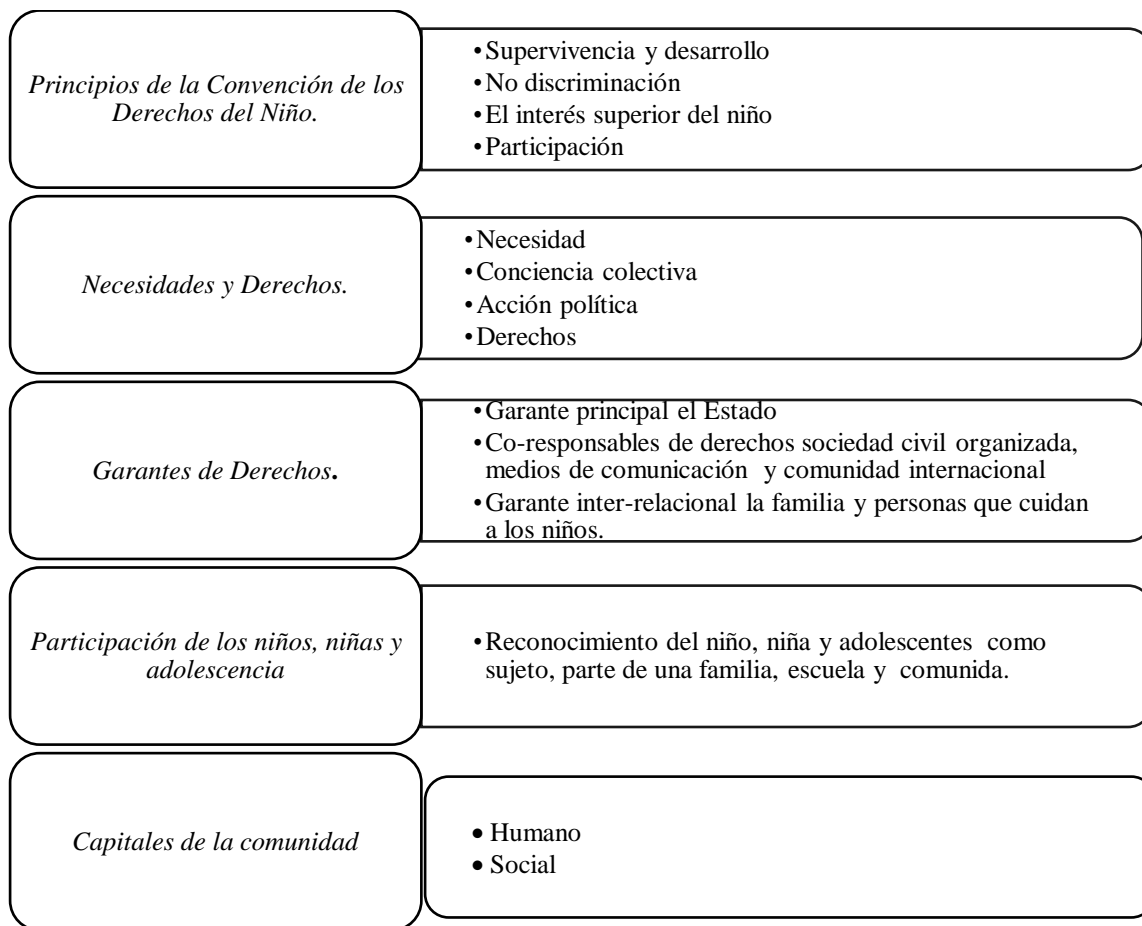 Principios de la Convención de los
Derechos del Niño.
•Supervivencia y desarrollo
•No discriminación
•El interés superior del niño
•Participación
Necesidades y Derechos.
•Necesidad
•Conciencia colectiva
•Acción política
•Derechos
Garantes de Derechos.
•Garante principal el Estado
•Co-responsables de derechos sociedad civil organizada,
medios de comunicación y comunidad internacional
•Garante inter-relacional la familia y personas que cuidan
a los niños.
Participación de los niños, niñas y
adolescencia
•Reconocimiento del niño, niña y adolescentes como
sujeto, parte de una familia, escuela y comunida.
Capitales de la comunidad
• Humano
• Social